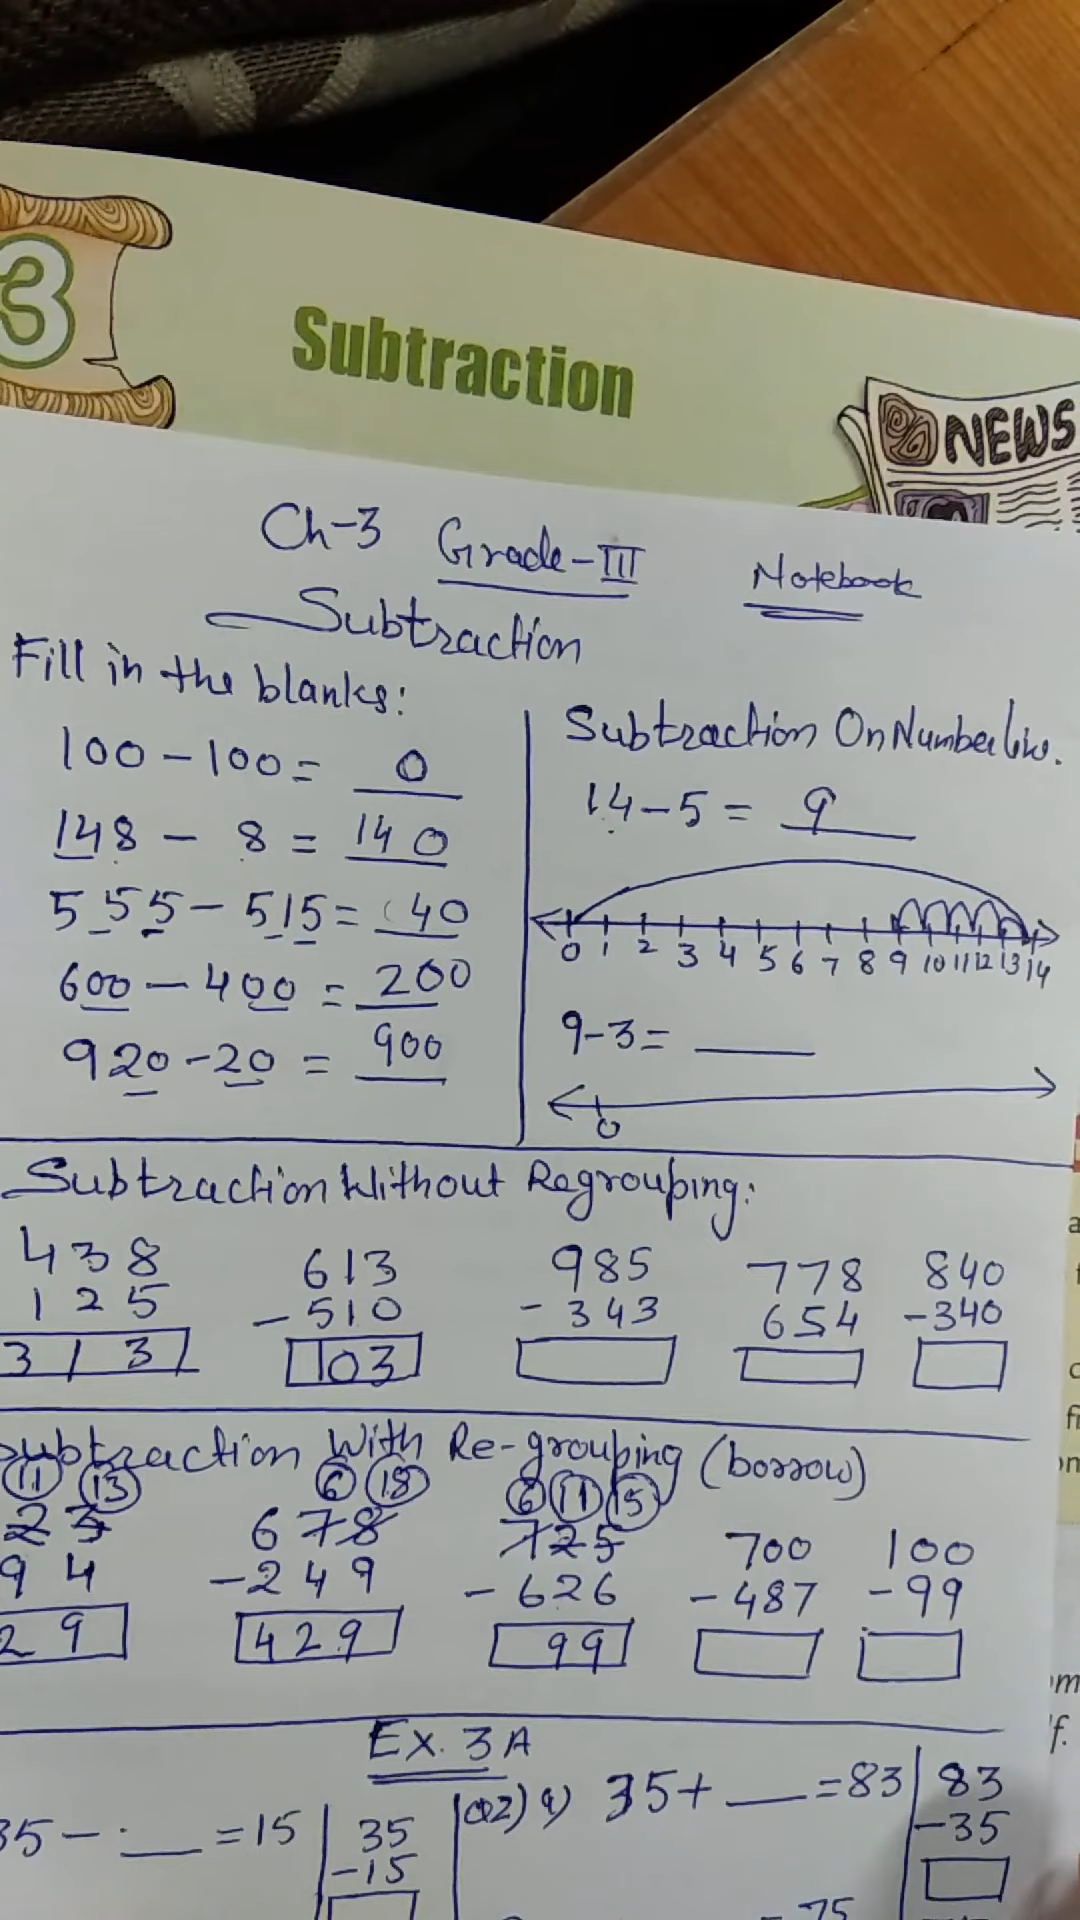 3
Subtraction
NEWS
Ch-3 Grade-III Notebook
Subtraction
Fill in the blanks:
100-100= 0
148 - 8 = 140
555-515= 40
600-400 = 200
920-20 = 900
Subtraction On Number
14-5 = 9
0 1 2 3 4 5 6 7 8 9 10 11 12 13 14
9-3= ___
0
Subtraction Without Regrouping:
438 613 985 778 840
125 -510 -343 654 -340
313 103
Subtraction With Re-grouping (borrow)
11 13 6 18 6 11 15
23 678 725 700 100
94 -249 -626 -487 -99
29 429 99
Ex. 3A
35- ___ =15 35 Q2) 35+ ___ =83 83
-15 -35
=75